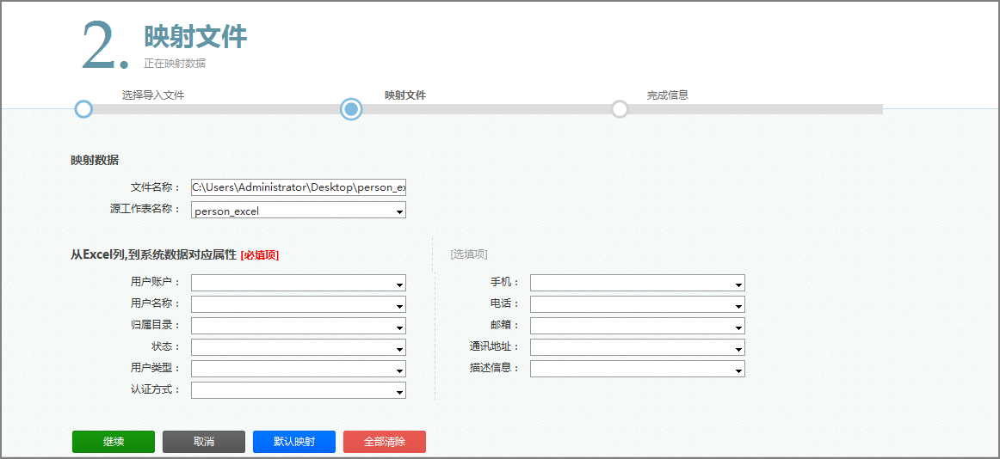 2.
映射文件
正在映射数据
选择导入文件 映射文件 完成信息
映射数据
文件名称： C:\Users\Administrator\Desktop\person_ex
源工作表名称： person_excel
从Excel列,到系统数据对应属性 [必填项] [选填项]
用户账户： 手机：
用户名称： 电话：
归属目录： 邮箱：
状态： 通讯地址：
用户类型： 描述信息：
认证方式：
继续 取消 默认映射 全部清除